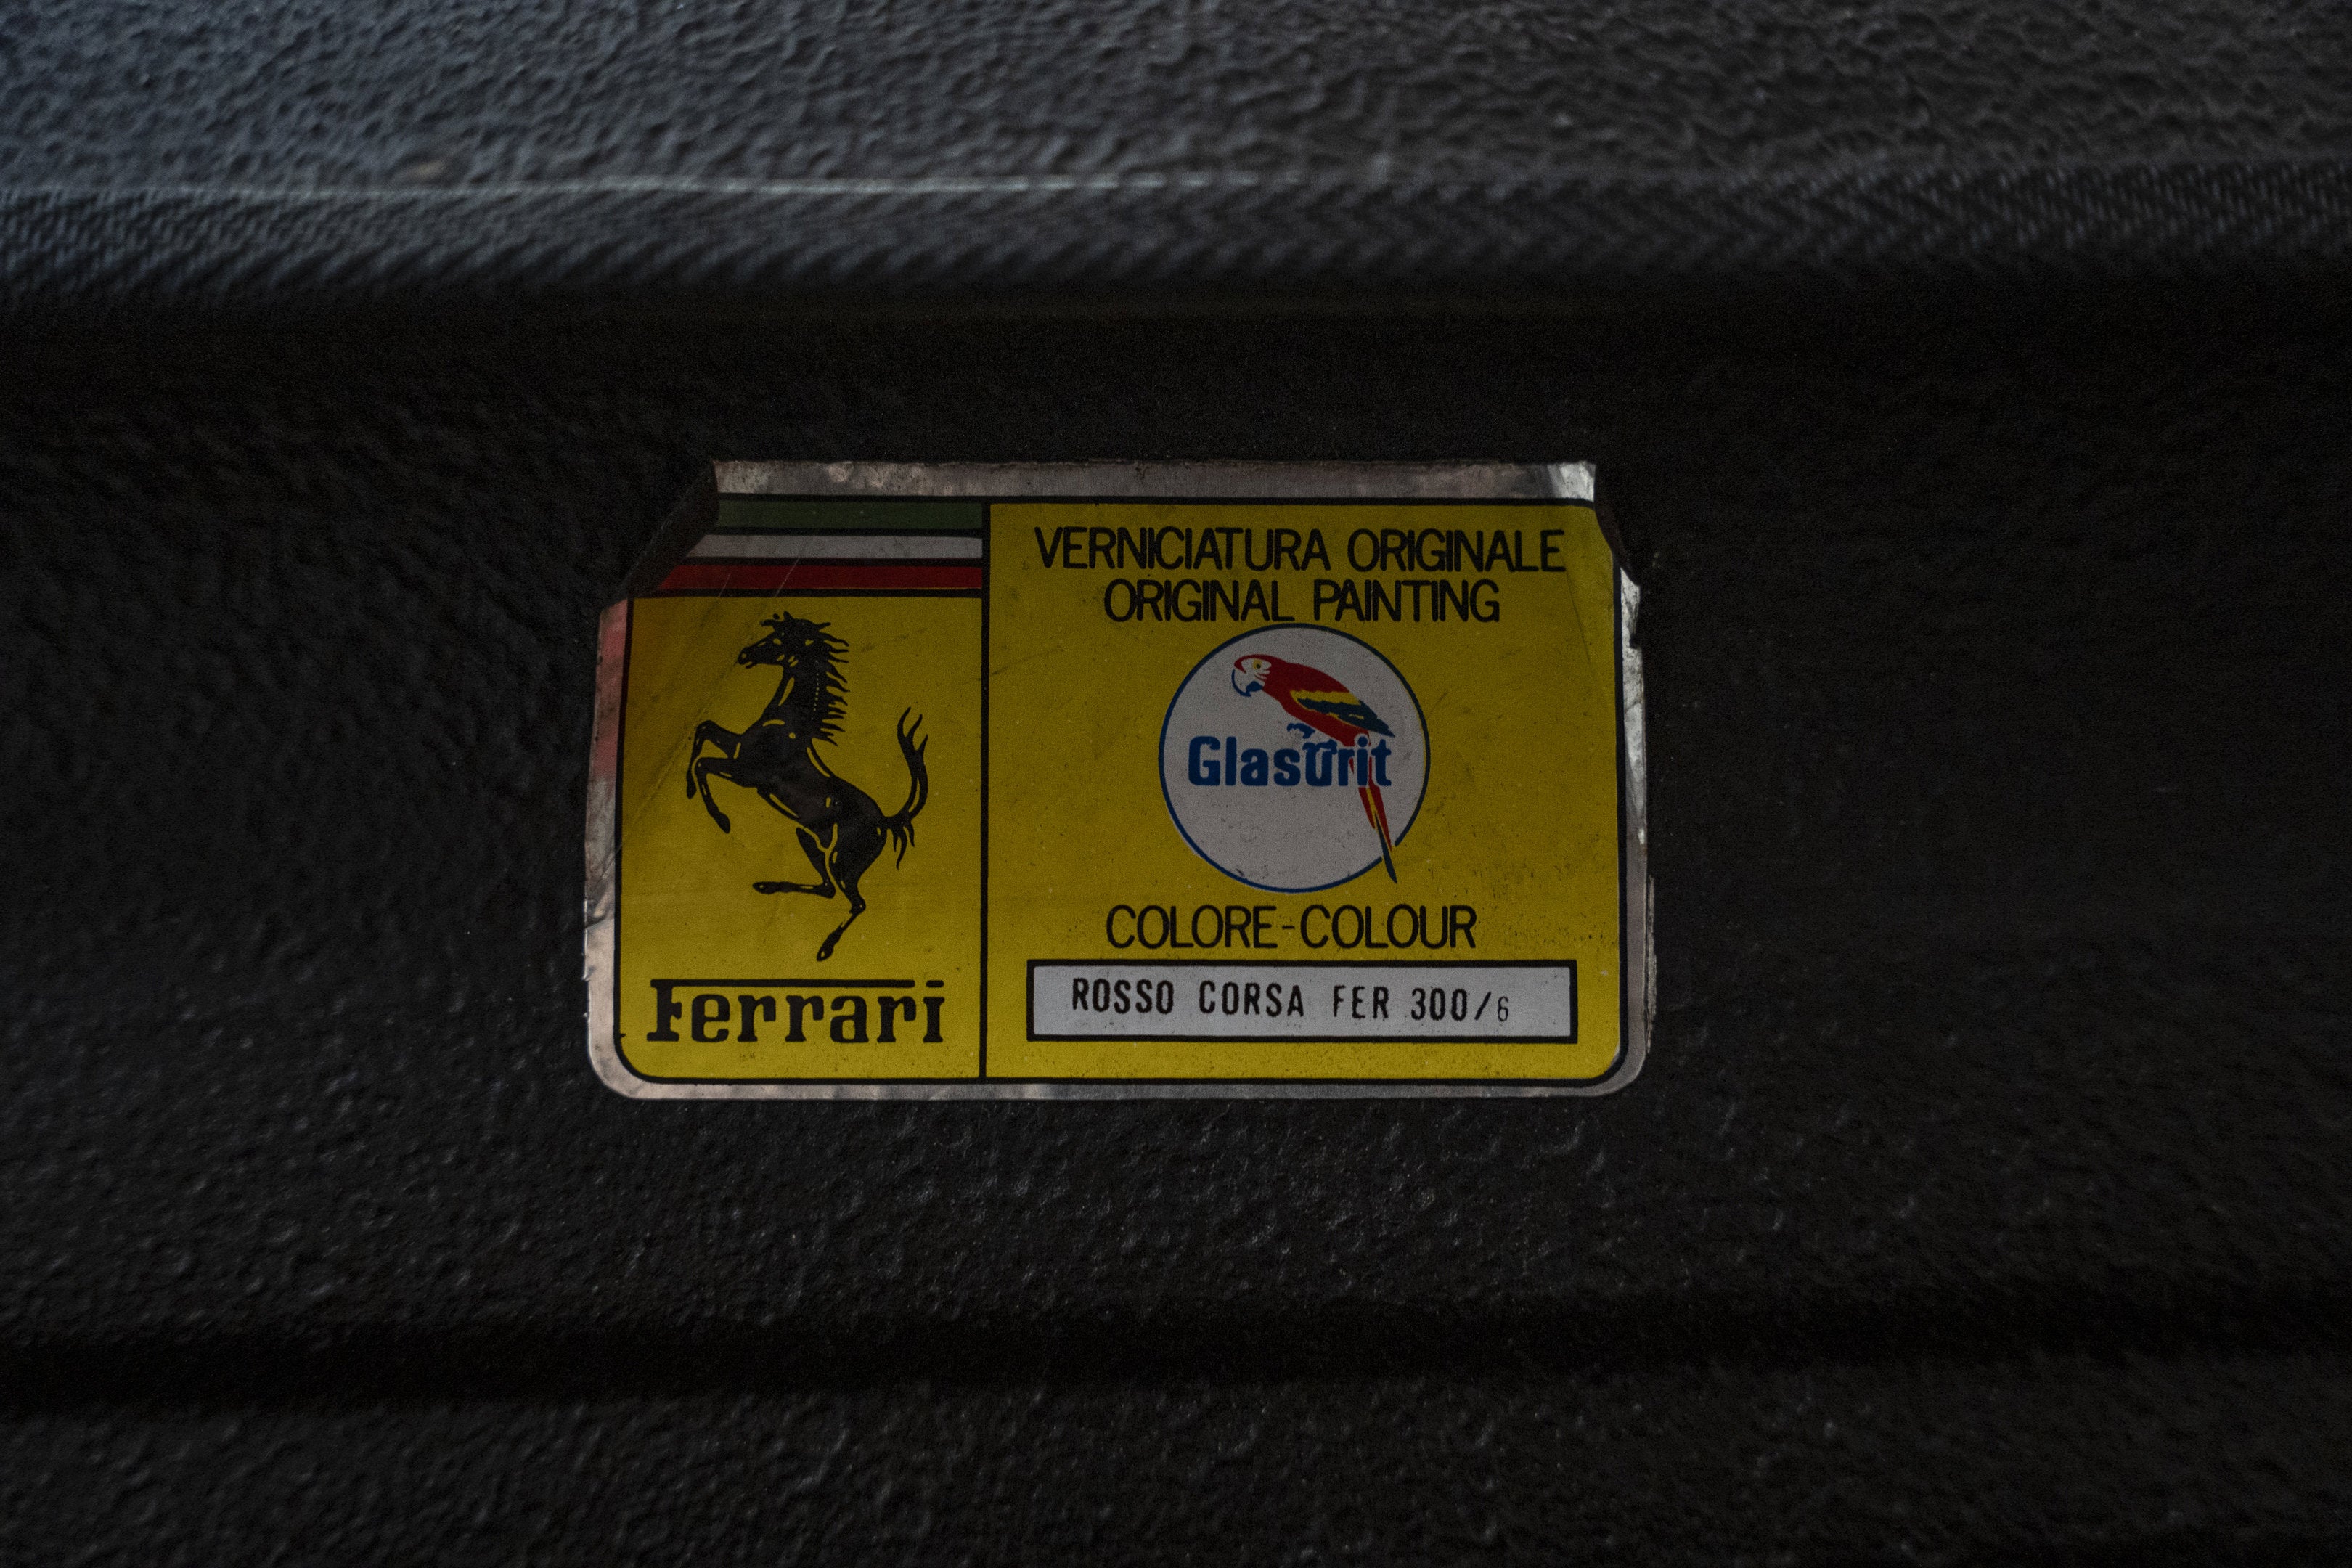 VERNICIATURA ORIGINALE
ORIGINAL PAINTING
Glasurit
COLORE-COLOUR
ROSSO CORSA FER 300/6
Ferrari